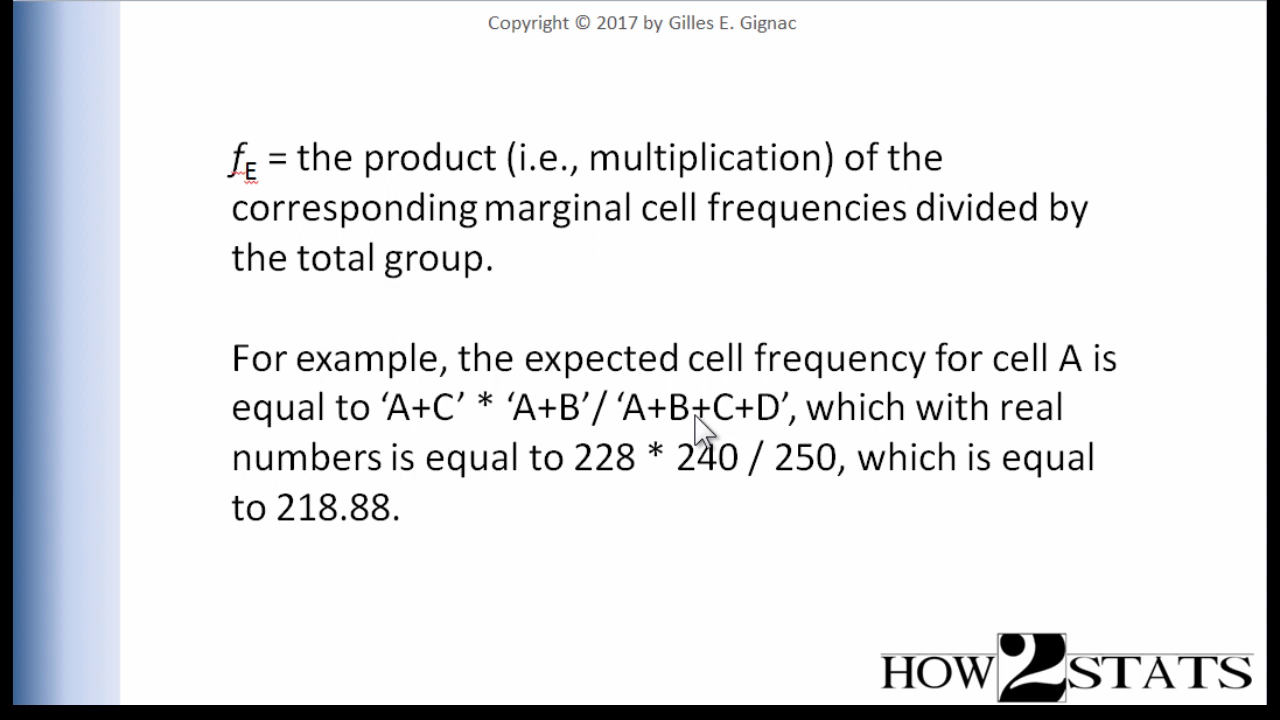 Copyright © 2017 by Gilles E. Gignac
fE = the product (i.e., multiplication) of the
corresponding marginal cell frequencies divided by
the total group.
For example, the expected cell frequency for cell A is
equal to ‘A+C’ * ‘A+B’/ ‘A+B+C+D’, which with real
numbers is equal to 228 * 240 / 250, which is equal
to 218.88.
HOW2STATS